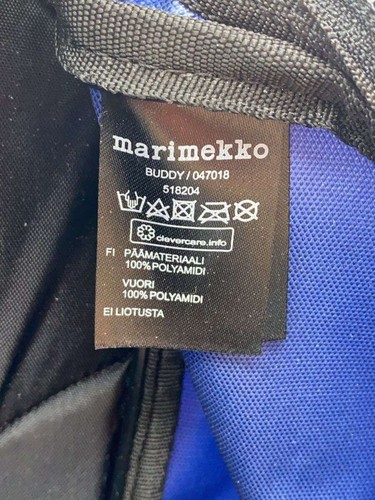 marimekko
BUDDY / 047018
518204
clevercare.info
FI PÄÄMATERIAALI
100% POLYAMIDI
VUORI
100% POLYAMIDI
EI LIOTUSTA